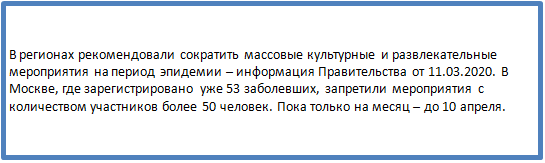 В регионах рекомендовали сократить массовые культурные и развлекательные
мероприятия на период эпидемии – информация Правительства от 11.03.2020. В
Москве, где зарегистрировано уже 53 заболевших, запретили мероприятия с
количеством участников более 50 человек. Пока только на месяц – до 10 апреля.